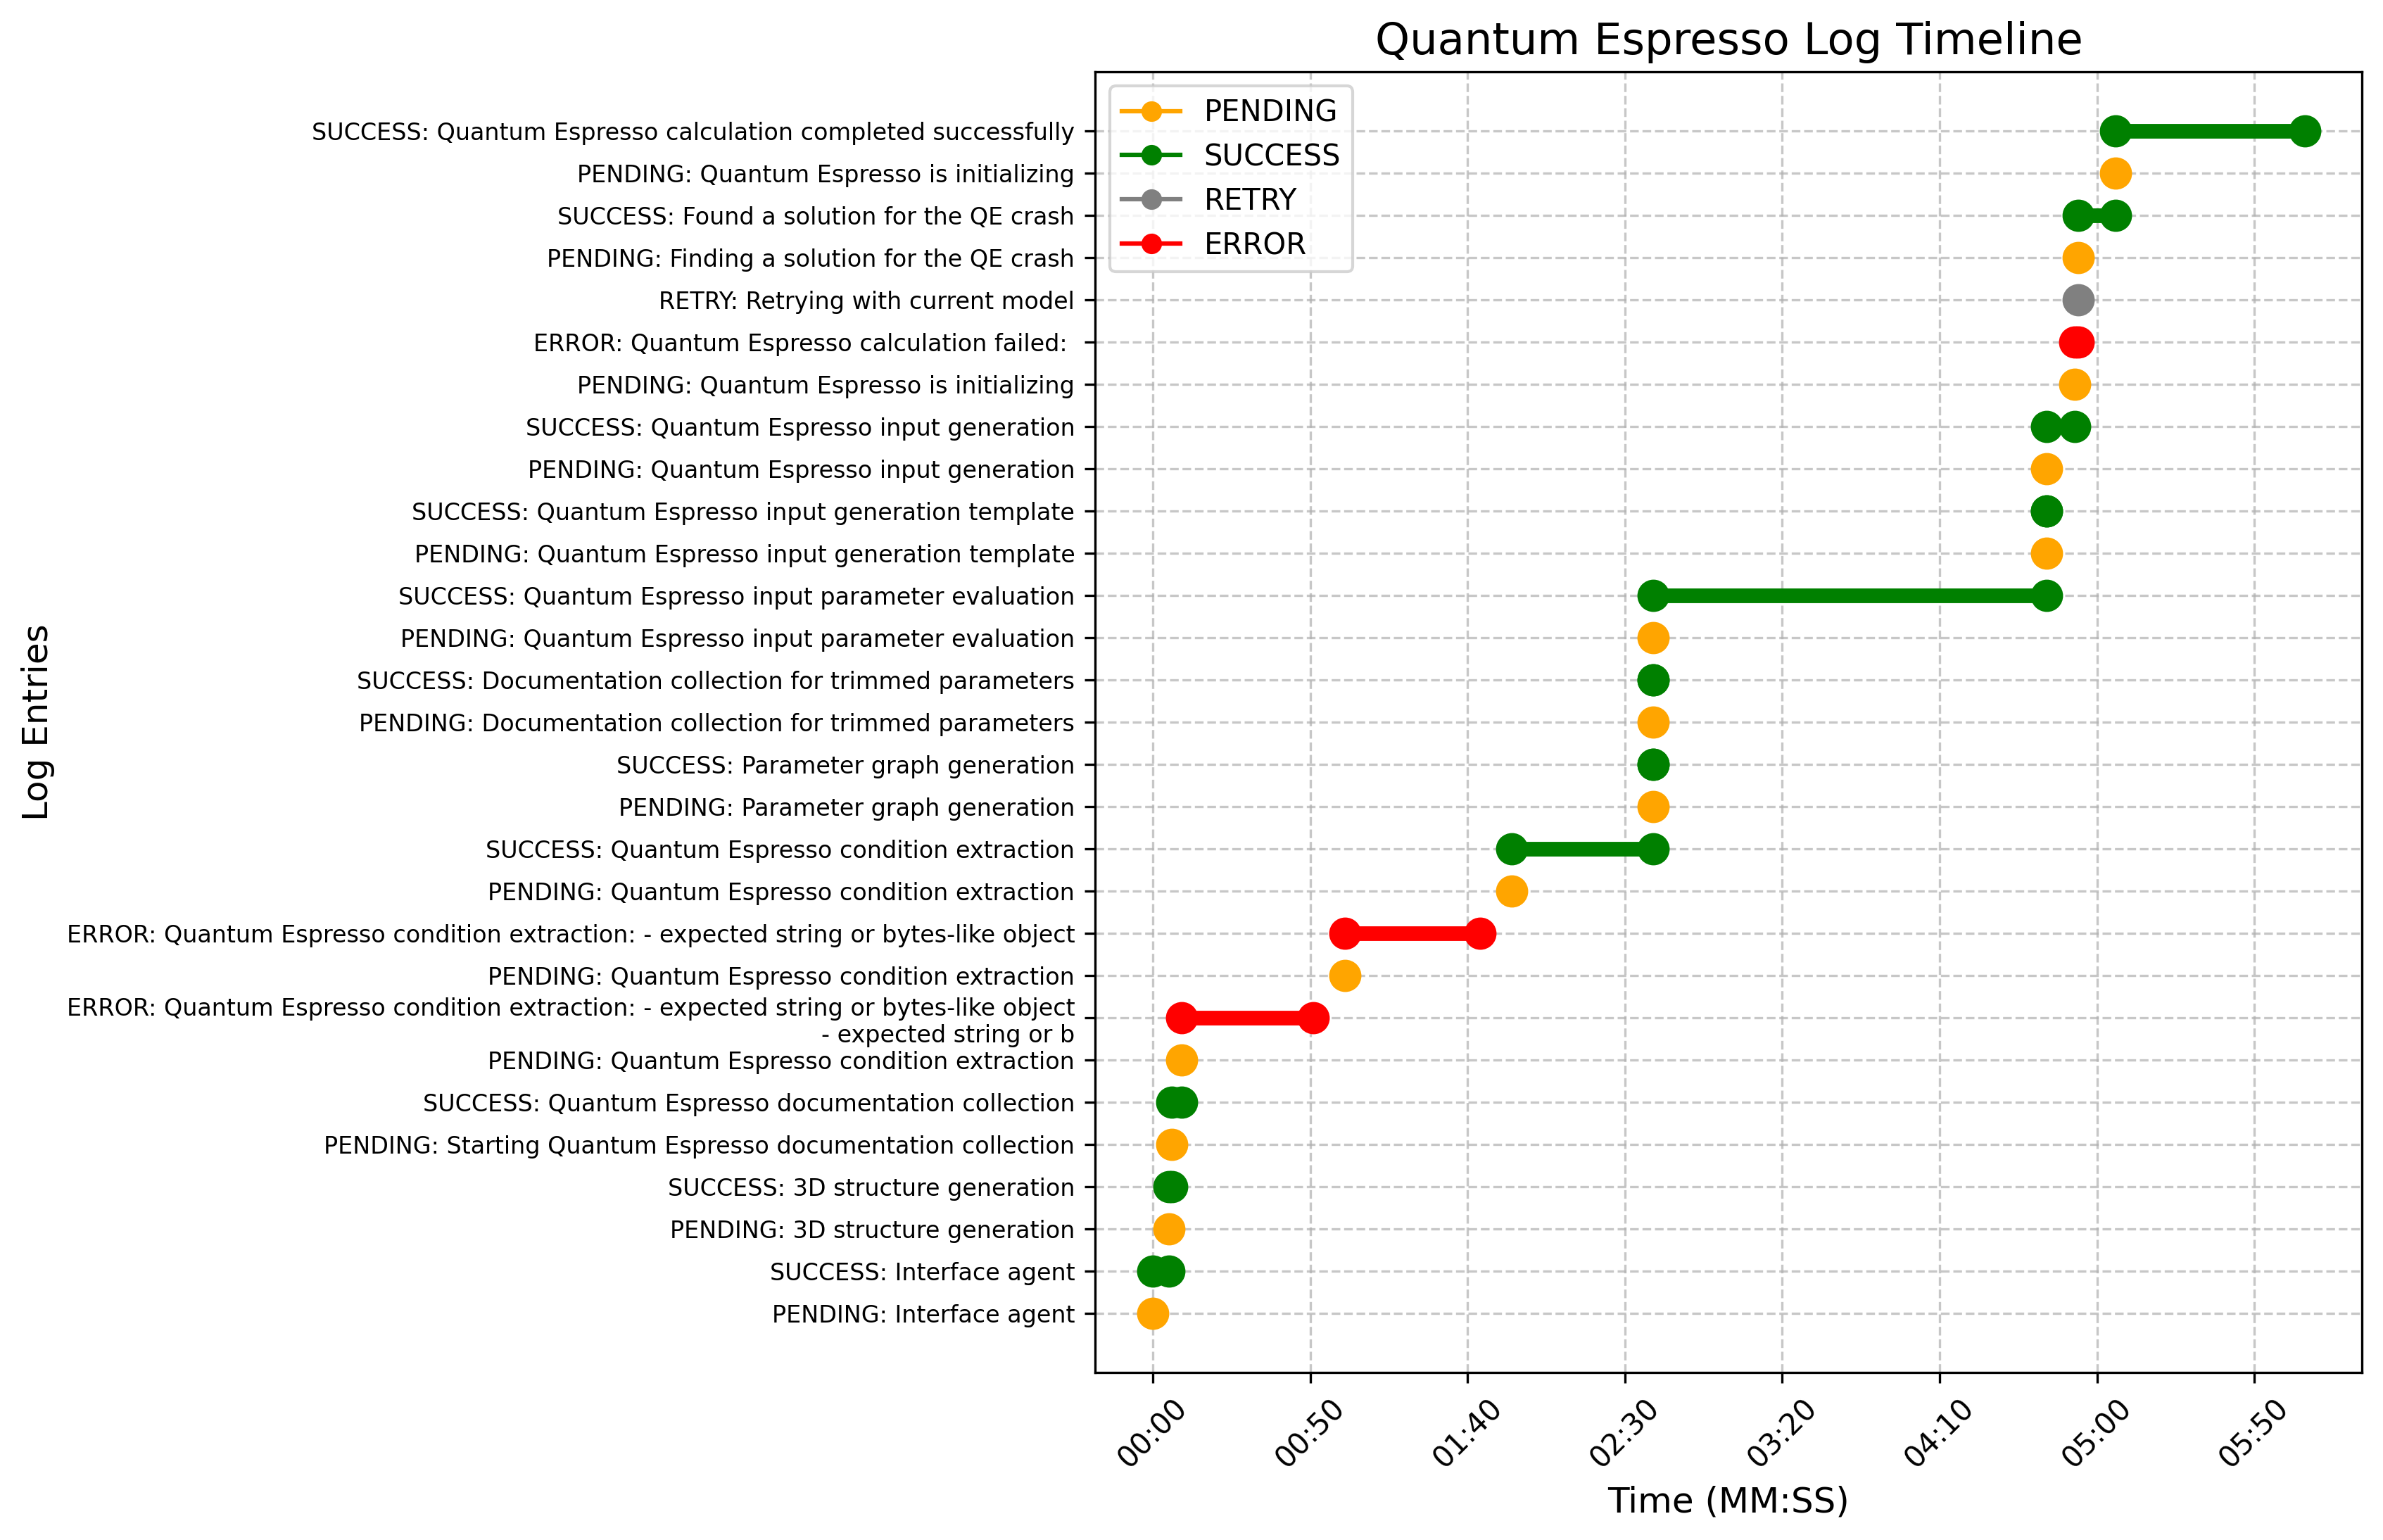 Quantum Espresso Log Timeline
PENDING
SUCCESS
RETRY
ERROR
Log Entries
SUCCESS: Quantum Espresso calculation completed successfully
PENDING: Quantum Espresso is initializing
SUCCESS: Found a solution for the QE crash
PENDING: Finding a solution for the QE crash
RETRY: Retrying with current model
ERROR: Quantum Espresso calculation failed:
PENDING: Quantum Espresso is initializing
SUCCESS: Quantum Espresso input generation
PENDING: Quantum Espresso input generation
SUCCESS: Quantum Espresso input generation template
PENDING: Quantum Espresso input generation template
SUCCESS: Quantum Espresso input parameter evaluation
PENDING: Quantum Espresso input parameter evaluation
SUCCESS: Documentation collection for trimmed parameters
PENDING: Documentation collection for trimmed parameters
SUCCESS: Parameter graph generation
PENDING: Parameter graph generation
SUCCESS: Quantum Espresso condition extraction
PENDING: Quantum Espresso condition extraction
ERROR: Quantum Espresso condition extraction: - expected string or bytes-like object
PENDING: Quantum Espresso condition extraction
ERROR: Quantum Espresso condition extraction: - expected string or bytes-like object
- expected string or b
PENDING: Quantum Espresso condition extraction
SUCCESS: Quantum Espresso documentation collection
PENDING: Starting Quantum Espresso documentation collection
SUCCESS: 3D structure generation
PENDING: 3D structure generation
SUCCESS: Interface agent
PENDING: Interface agent
00:00
00:50
01:40
02:30
03:20
04:10
05:00
05:50
Time (MM:SS)